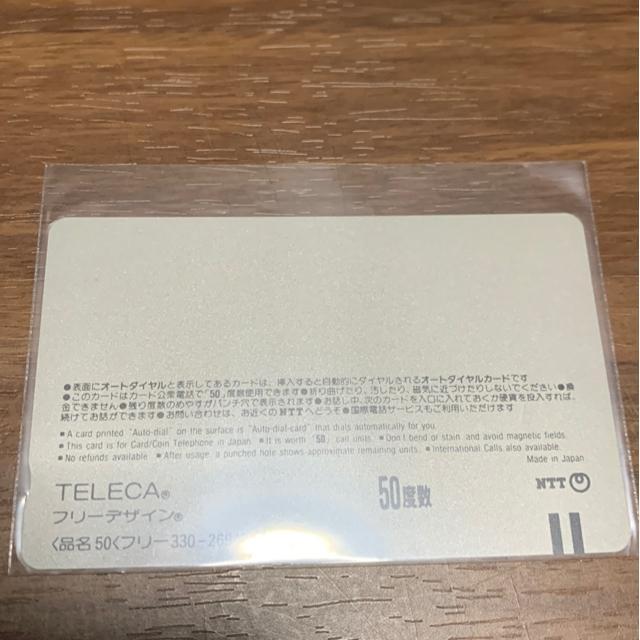 ●表面にオートダイヤルと表示してあるカードは、挿入すると自動的にダイヤルされるオートダイヤルカードです
●このカードはカード公衆電話で「50」度数使用できます●折り曲げたり、汚したり、磁気に近づけたりしないでください●換
金できません●残り度数のめやすがパンチ穴で表示されます●お話し中、次のカードを入口に入れておくか硬貨を投入すれば、
続けてお話ができます●お問い合わせは、お近くのNTTへどうぞ●国際電話サービスもご利用いただけます
■A card printed "Auto-dial" on the surface is "Auto-dial-card" that dials automatically for you.
■This card is for Card/Coin Telephone in Japan. ■It is worth「50」call units. ■Don't bend or stain and avoid magnetic fields.
■No refunds available. ■After usage, a punched hole shows approximate remaining units. ■International Calls also available.
Made in Japan
TELECA® 50度数 NTT
フリーデザイン®
〈品名 50〈フリー330-